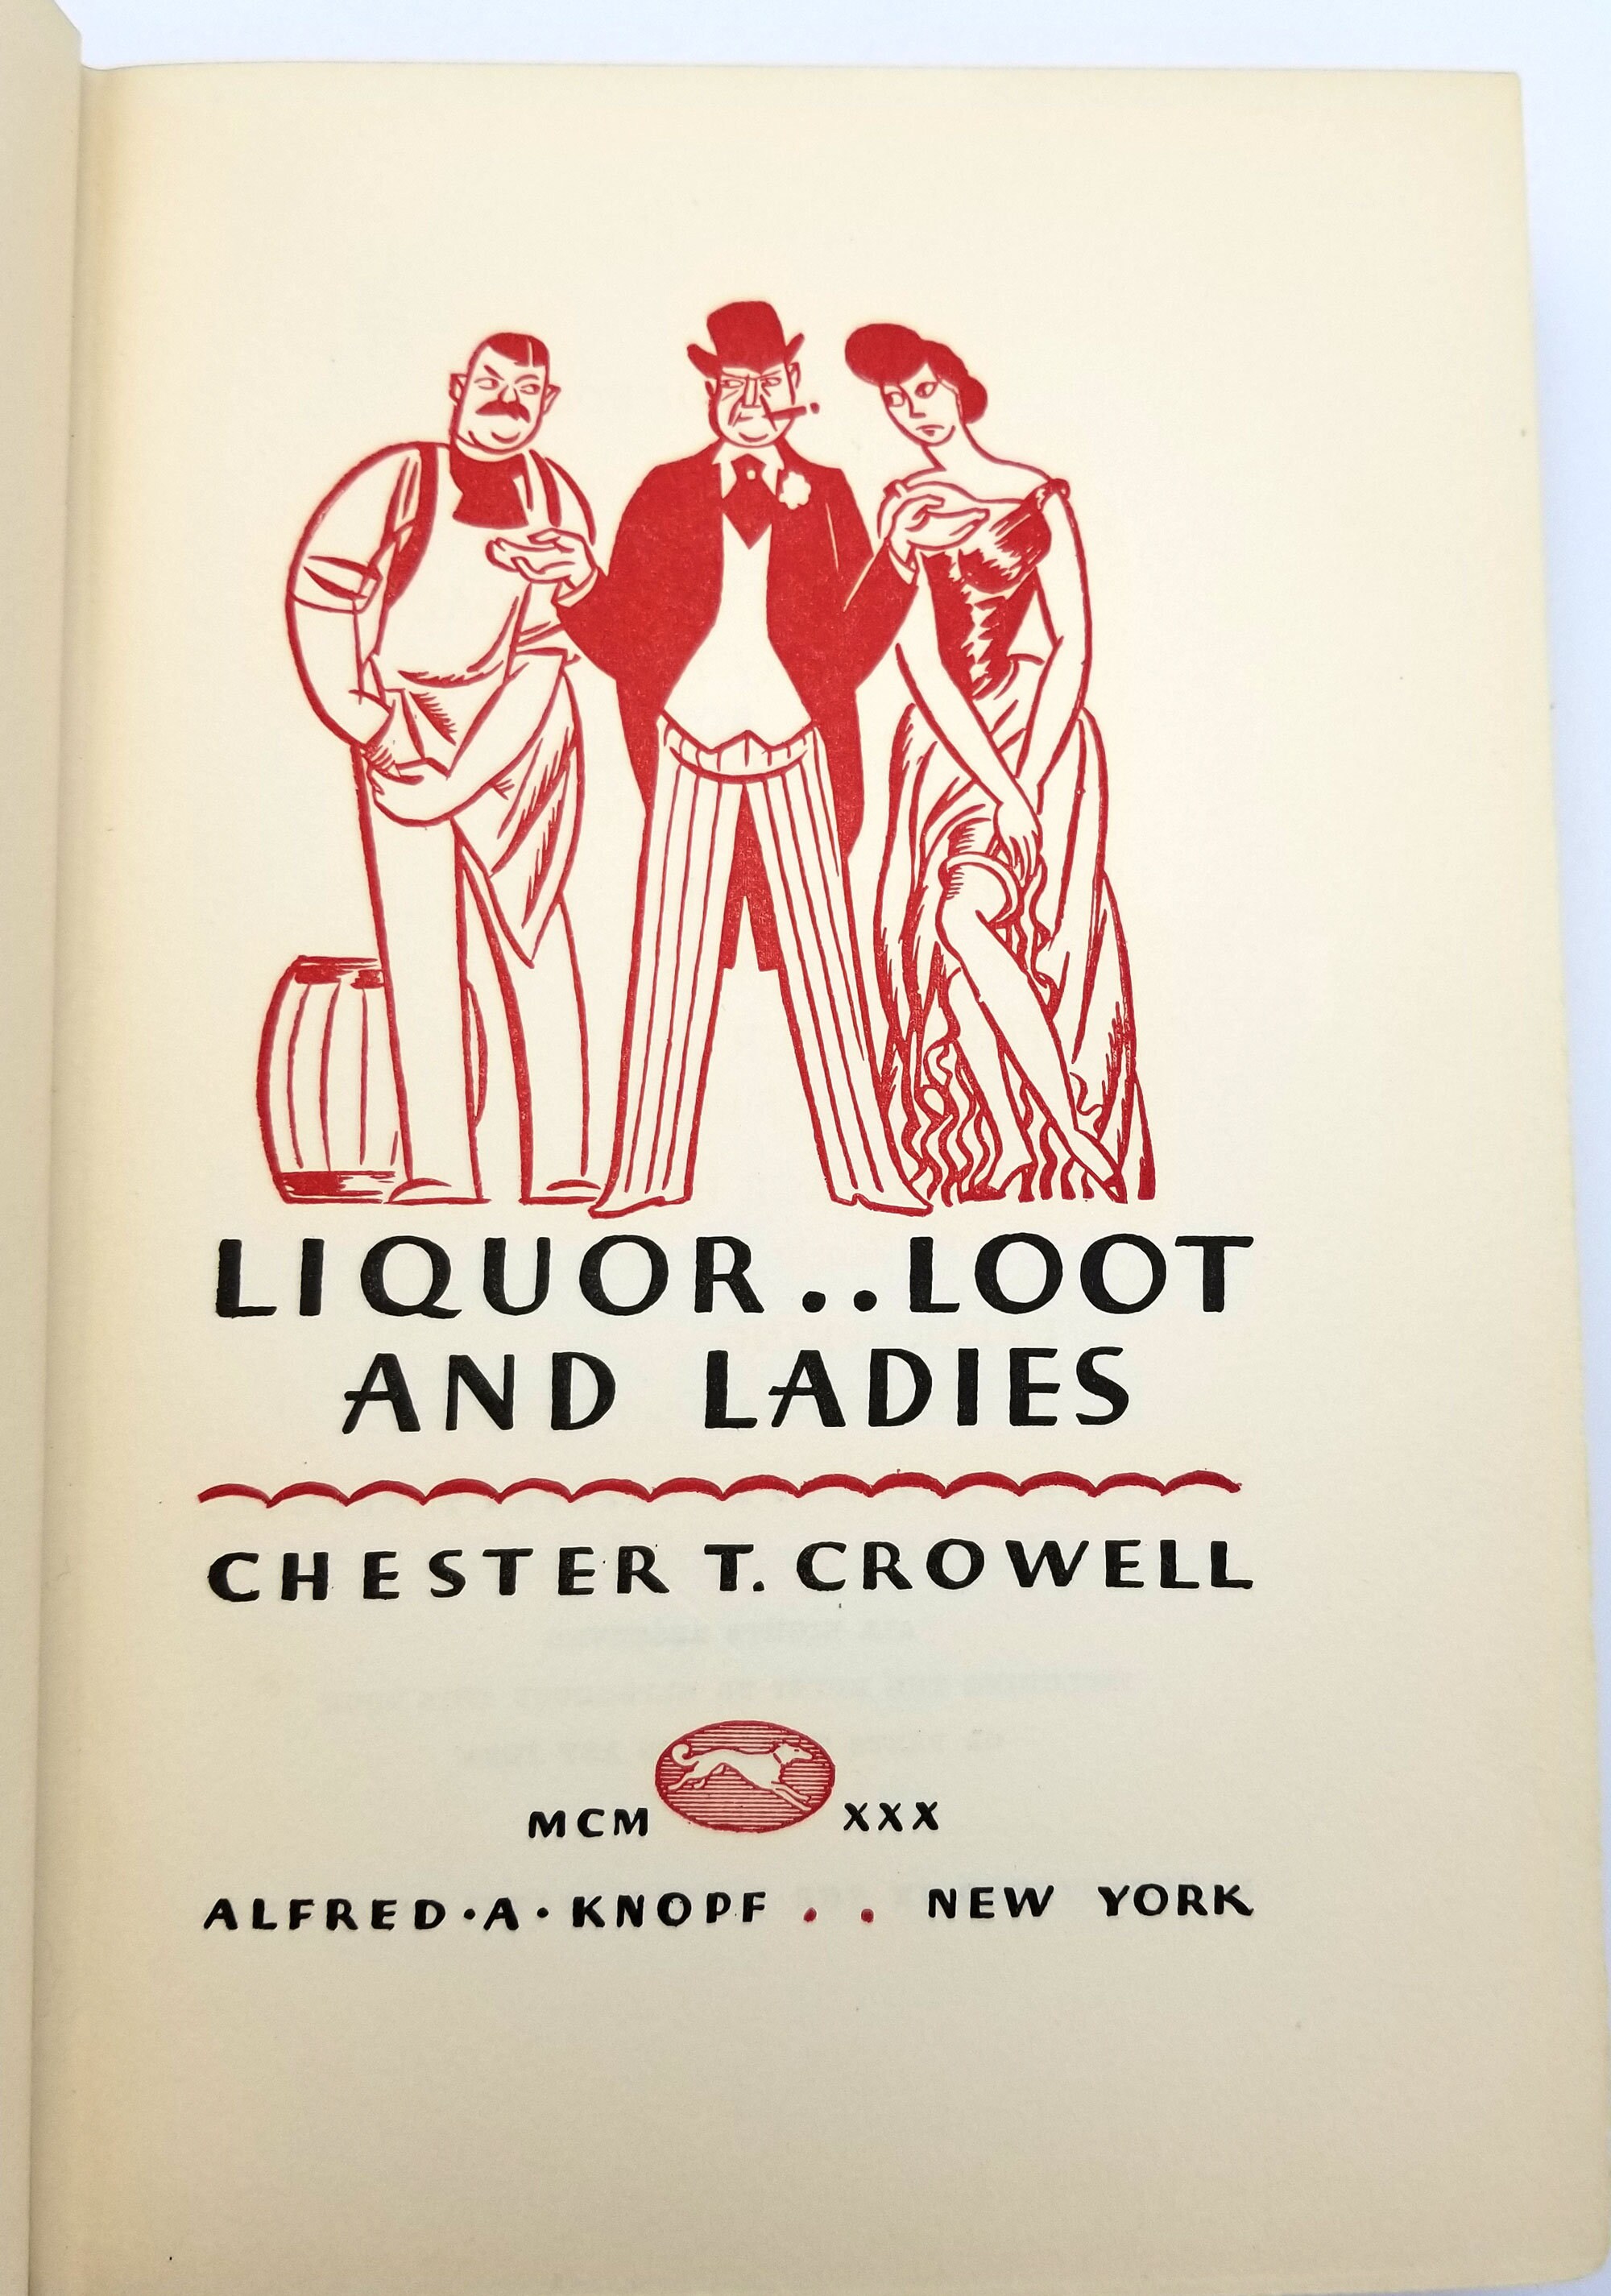 LIQUOR..LOOT
AND LADIES
CHESTER T. CROWELL
MCM XXX
ALFRED·A·KNOPF . . NEW YORK